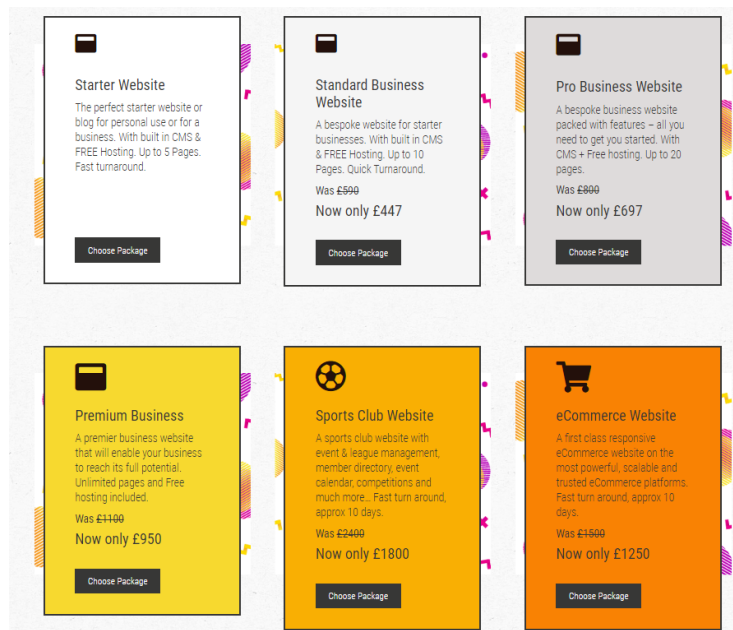 Starter Website
The perfect starter website or
blog for personal use or for a
business. With built in CMS &
FREE Hosting. Up to 5 Pages.
Fast turnaround.
Choose Package
Standard Business
Website
A bespoke website for starter
businesses. With built in CMS
& FREE Hosting. Up to 10
Pages. Quick Turnaround.
Was £590
Now only £447
Choose Package
Pro Business Website
A bespoke business website
packed with features – all you
need to get you started. With
CMS + Free hosting. Up to 20
pages.
Was £800
Now only £697
Choose Package
Premium Business
A premier business website
that will enable your business
to reach its full potential.
Unlimited pages and Free
hosting included.
Was £1100
Now only £950
Choose Package
Sports Club Website
A sports club website with
event & league management,
member directory, event
calendar, competitions and
much more... Fast turn around,
approx 10 days.
Was £2400
Now only £1800
Choose Package
eCommerce Website
A first class responsive
eCommerce website on the
most powerful, scalable and
trusted eCommerce platforms.
Fast turn around, approx 10
days.
Was £1500
Now only £1250
Choose Package